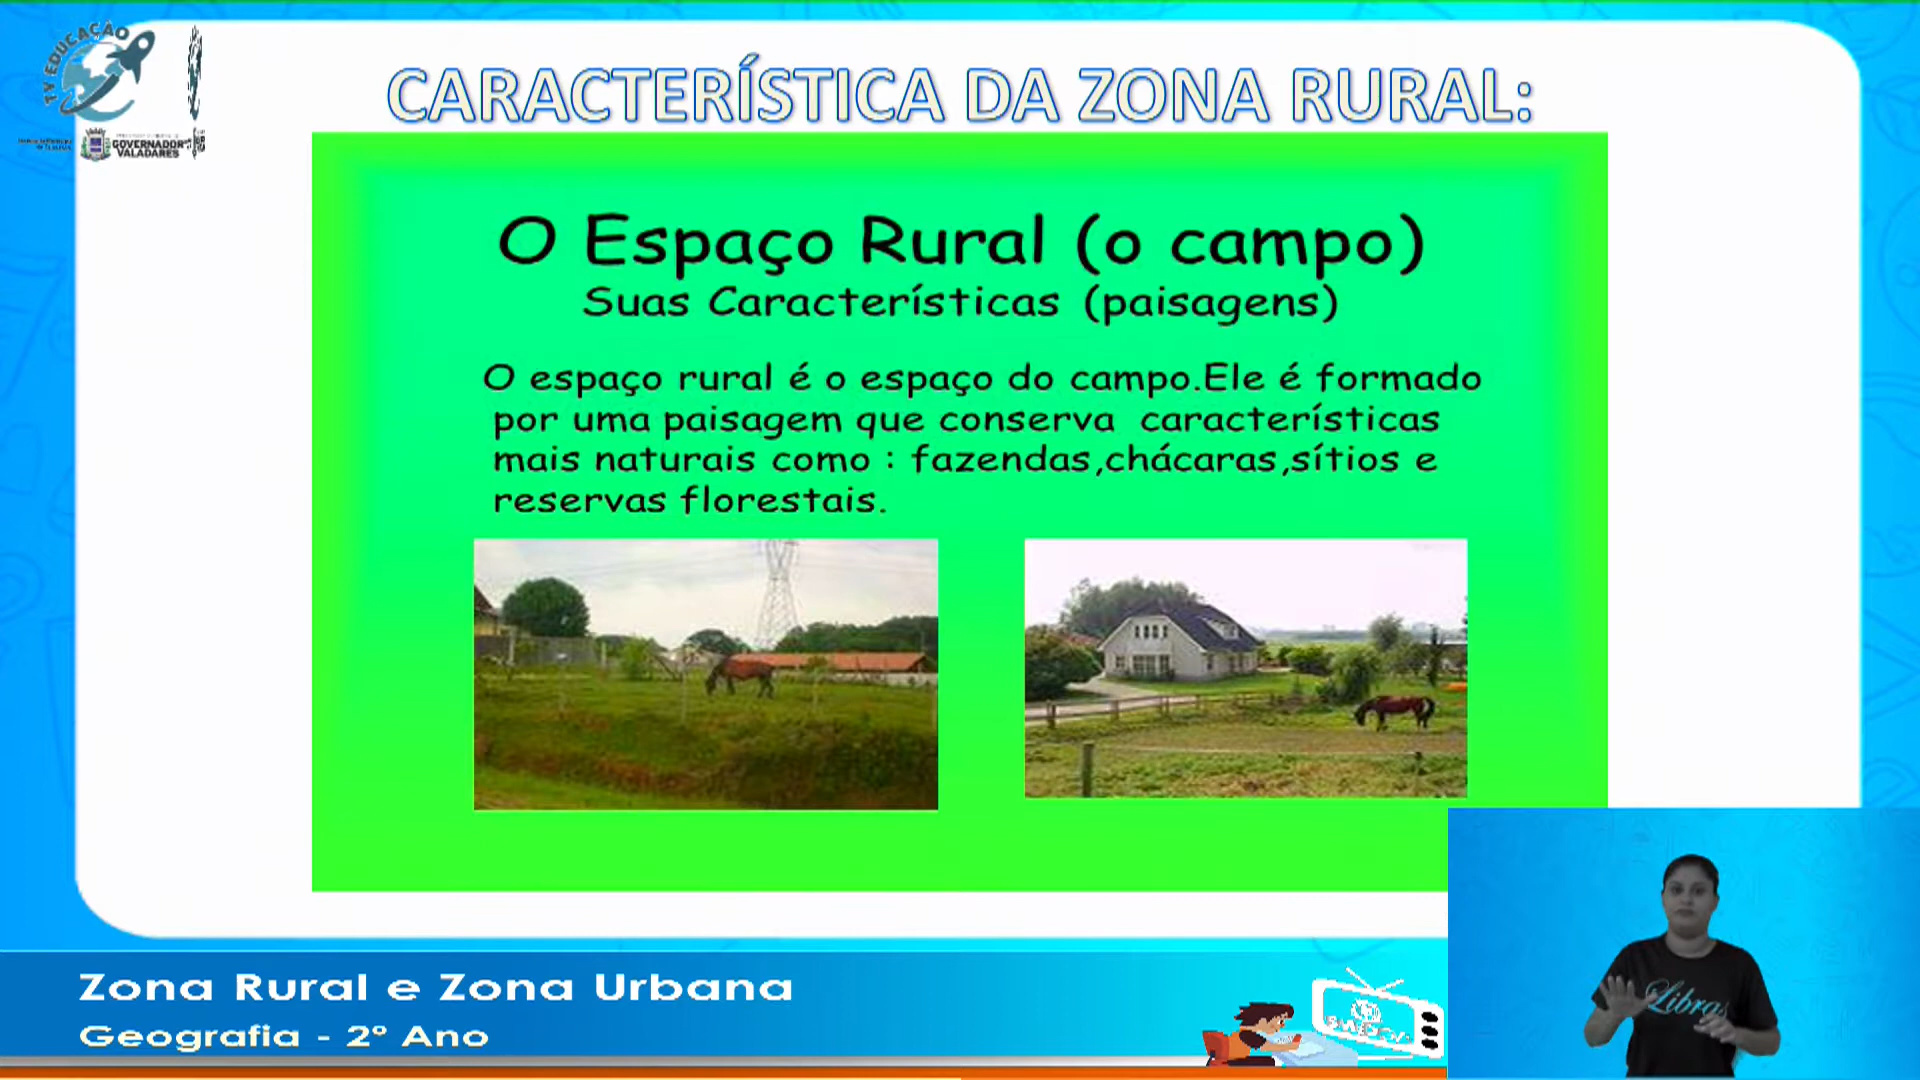 TV EDUCAÇÃO
GOVERNADOR
VALADARES
CARACTERÍSTICA DA ZONA RURAL:
O Espaço Rural (o campo)
Suas Características (paisagens)
O espaço rural é o espaço do campo.Ele é formado
por uma paisagem que conserva características
mais naturais como : fazendas,chácaras,sítios e
reservas florestais.
Zona Rural e Zona Urbana
Geografia - 2º Ano
Libras